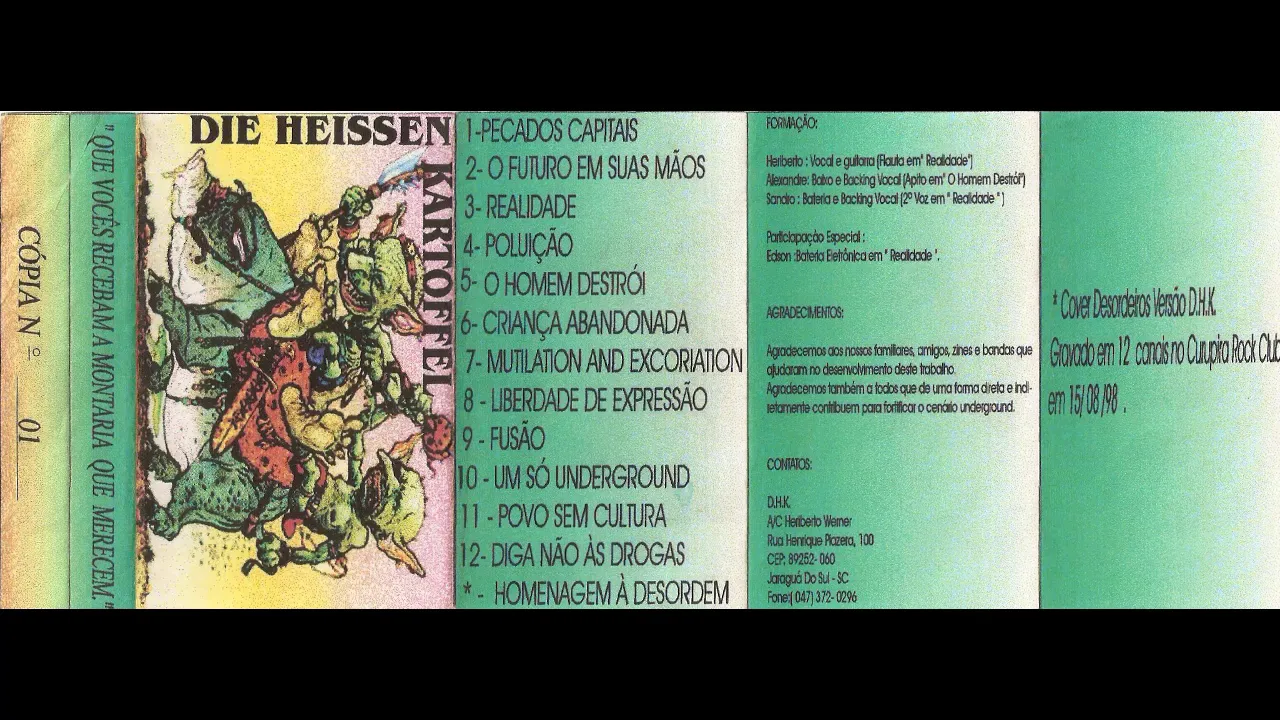 CÓPIA Nº 01
" QUE VOCÊS RECEBAM A MONTARIA QUE MERECEM."
DIE HEISSEN
KARTOFFEL
1-PECADOS CAPITAIS
2- O FUTURO EM SUAS MÃOS
3- REALIDADE
4- POLUIÇÃO
5- O HOMEM DESTRÓI
6- CRIANÇA ABANDONADA
7- MUTILATION AND EXCORIATION
8 - LIBERDADE DE EXPRESSÃO
9 - FUSÃO
10 - UM SÓ UNDERGROUND
11 - POVO SEM CULTURA
12- DIGA NÃO ÀS DROGAS
* - HOMENAGEM À DESORDEM
FORMAÇÃO:
Heriberto : Vocal e guitarra (Flauta em" Realidade")
Alexandre: Baixo e Backing Vocal (Apito em" O Homem Destrói")
Sandro : Bateria e Backing Vocal (2º Voz em " Realidade " )
Participação Especial :
Edson :Bateria Eletrônica em " Realidade ".
AGRADECIMENTOS:
Agradecemos aos nossos familiares, amigos, zines e bandas que
ajudaram no desenvolvimento deste trabalho.
Agradecemos também a todos que de uma forma direta e indi-
retamente contribuem para fortificar o cenário underground.
CONTATOS:
D.H.K.
A/C Heriberto Werner
Rua Henrique Piazera, 100
CEP: 89252- 060
Jaraguá Do Sul - SC
Fone:( 047) 372- 0296
* Cover Desordeiros Versão D.H.K.
Gravado em 12 canais no Curupira Rock Club
em 15/ 08 /98 .